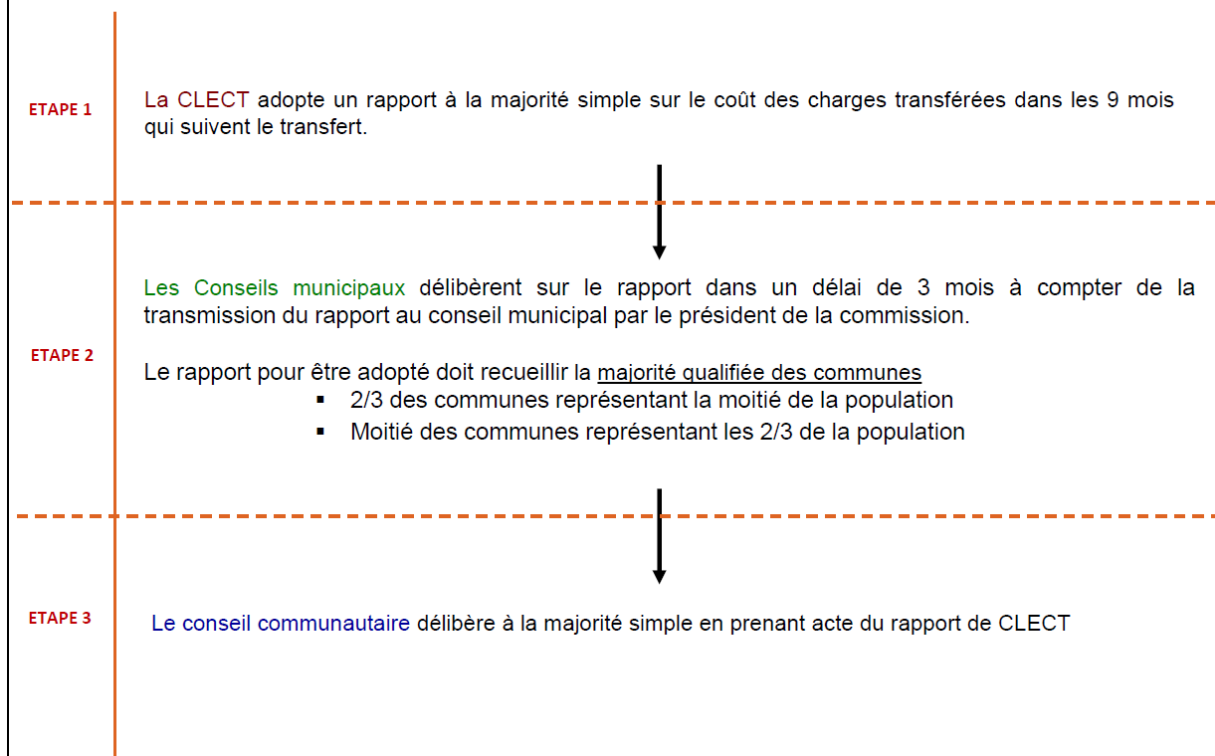 ETAPE 1
La CLECT adopte un rapport à la majorité simple sur le coût des charges transférées dans les 9 mois
qui suivent le transfert.
ETAPE 2
Les Conseils municipaux délibèrent sur le rapport dans un délai de 3 mois à compter de la
transmission du rapport au conseil municipal par le président de la commission.
Le rapport pour être adopté doit recueillir la majorité qualifiée des communes
▪ 2/3 des communes représentant la moitié de la population
▪ Moitié des communes représentant les 2/3 de la population
ETAPE 3
Le conseil communautaire délibère à la majorité simple en prenant acte du rapport de CLECT